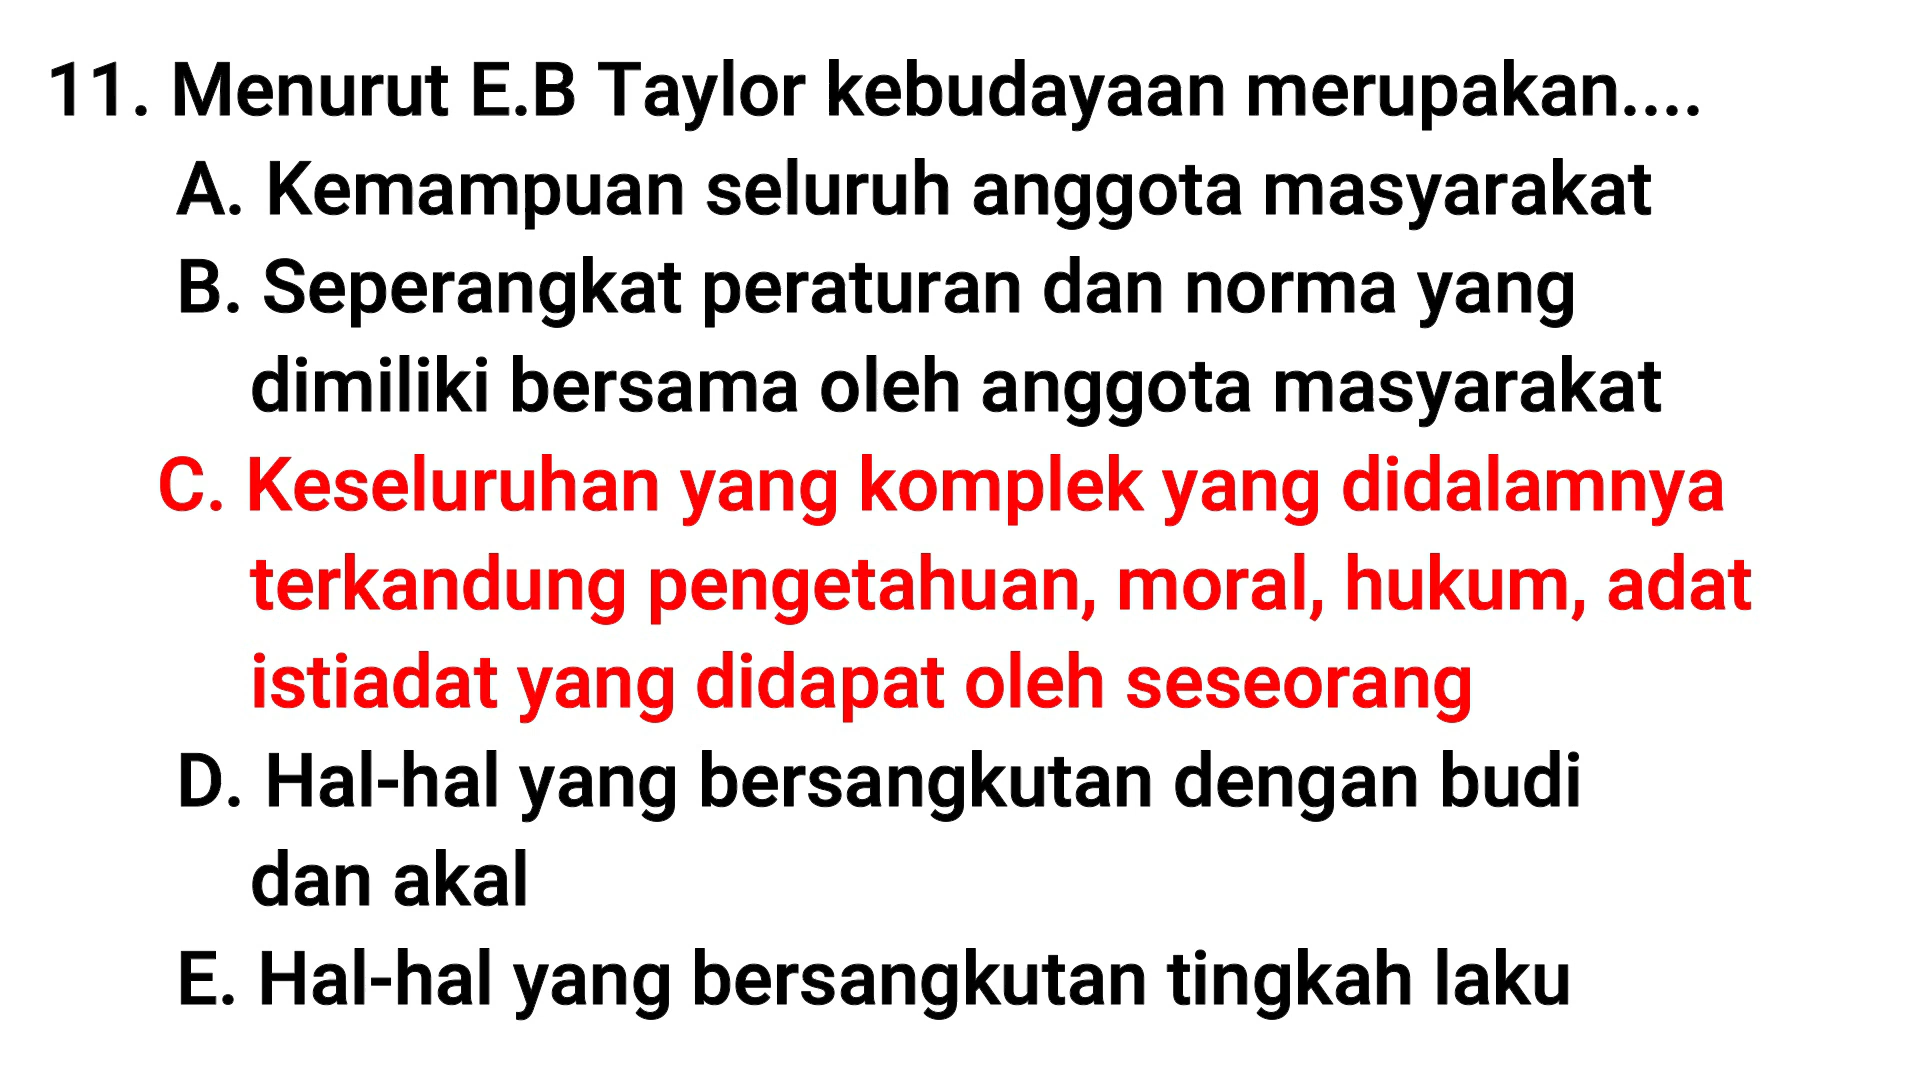 11. Menurut E.B Taylor kebudayaan merupakan....
A. Kemampuan seluruh anggota masyarakat
B. Seperangkat peraturan dan norma yang
dimiliki bersama oleh anggota masyarakat
C. Keseluruhan yang komplek yang didalamnya
terkandung pengetahuan, moral, hukum, adat
istiadat yang didapat oleh seseorang
D. Hal-hal yang bersangkutan dengan budi
dan akal
E. Hal-hal yang bersangkutan tingkah laku